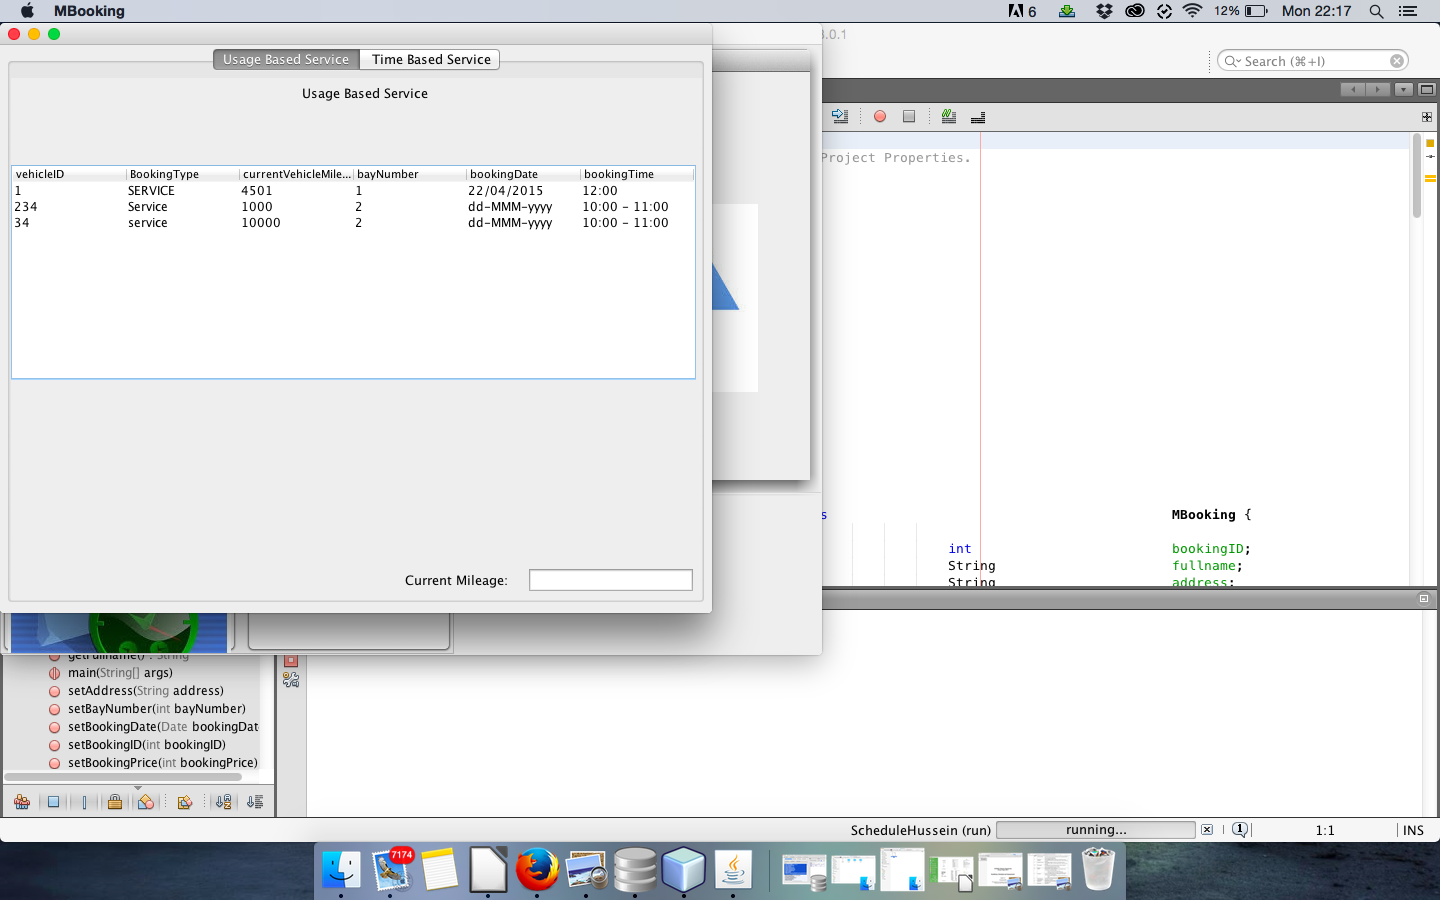 MBooking
6
12%
Mon 22:17
Usage Based Service
Time Based Service
Usage Based Service
.0.1
Search (⌘+I)
Project Properties.
vehicleID BookingType currentVehicleMile... bayNumber bookingDate bookingTime
1 SERVICE 4501 1 22/04/2015 12:00
234 Service 1000 2 dd-MMM-yyyy 10:00 - 11:00
34 service 10000 2 dd-MMM-yyyy 10:00 - 11:00
s MBooking {
int bookingID;
String fullname;
String address;
Current Mileage:
getFullname() : String
main(String[] args)
setAddress(String address)
setBayNumber(int bayNumber)
setBookingDate(Date bookingDat
setBookingID(int bookingID)
setBookingPrice(int bookingPrice)
ScheduleHussein (run)
running...
1
1:1
INS
7174